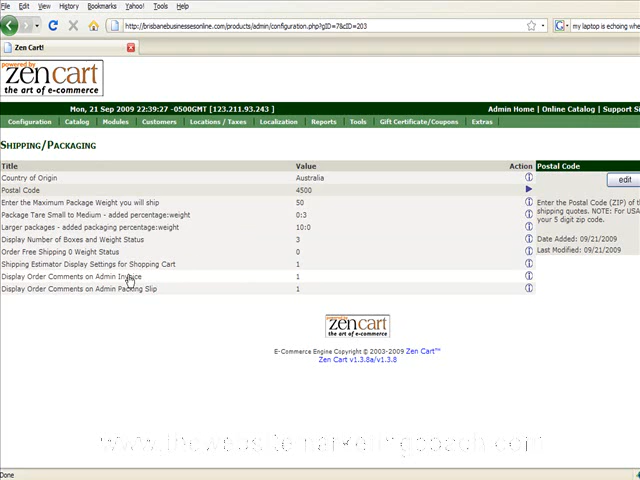 File Edit View History Bookmarks Yahoo! Tools Help
http://brisbanebusinessesonline.com/products/admin/configuration.php?gID=7&cID=203
my laptop is echoing whe
Zen Cart!
powered by
zencart
the art of e-commerce
Mon, 21 Sep 2009 22:39:27 -0500GMT [123.211.93.243 ]
Admin Home | Online Catalog | Support Si
Configuration Catalog Modules Customers Locations / Taxes Localization Reports Tools Gift Certificate/Coupons Extras
Shipping/Packaging
Title Value Action
Country of Origin Australia
Postal Code 4500
Enter the Maximum Package Weight you will ship 50
Package Tare Small to Medium - added percentage:weight 0:3
Larger packages - added packaging percentage:weight 10:0
Display Number of Boxes and Weight Status 3
Order Free Shipping 0 Weight Status 0
Shipping Estimator Display Settings for Shopping Cart 1
Display Order Comments on Admin Invoice 1
Display Order Comments on Admin Packing Slip 1
Postal Code
edit
Enter the Postal Code (ZIP) of the
shipping quotes. NOTE: For USA
your 5 digit zip code.
Date Added: 09/21/2009
Last Modified: 09/21/2009
powered by
zencart
the art of e-commerce
E-Commerce Engine Copyright © 2003-2009 Zen Cart™
Zen Cart v1.3.8a/v1.3.8
www.thewebsitemarketingcoach.com
Done